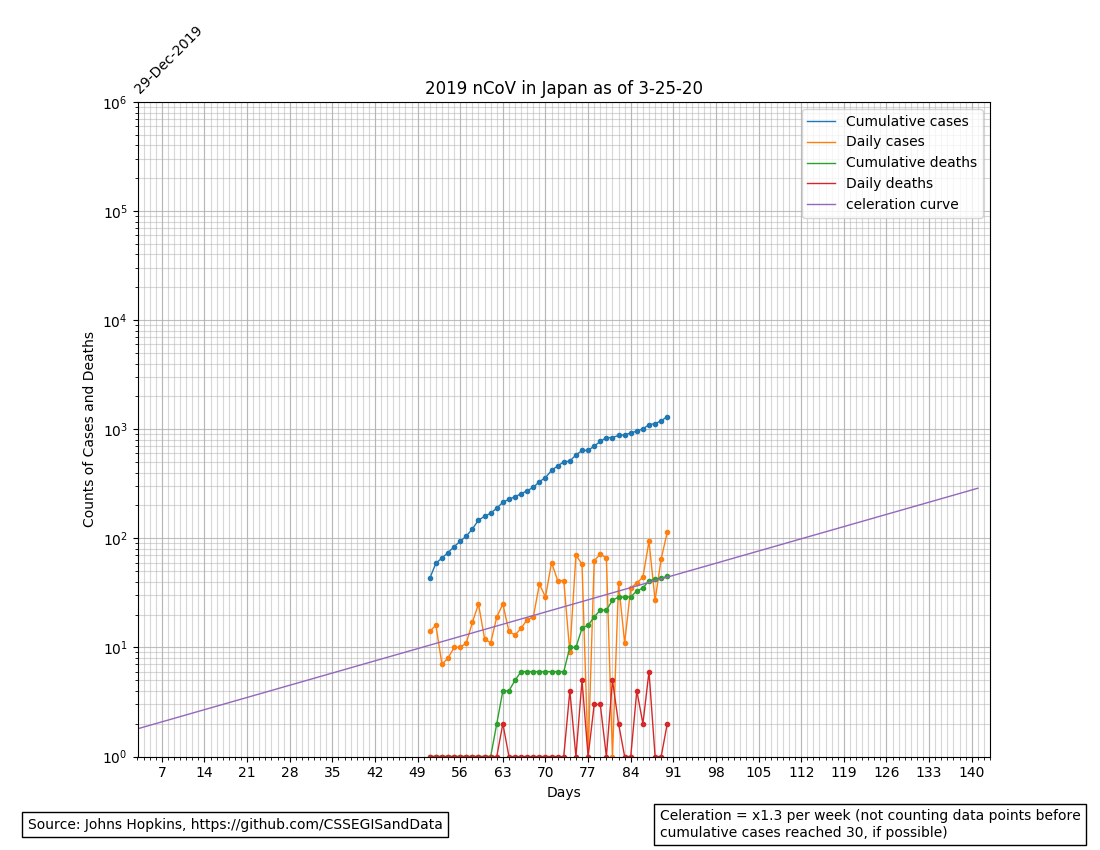 29-Dec-2019
2019 nCoV in Japan as of 3-25-20
10^6
10^5
10^4
10^3
10^2
10^1
10^0
Counts of Cases and Deaths
Cumulative cases
Daily cases
Cumulative deaths
Daily deaths
celeration curve
7 14 21 28 35 42 49 56 63 70 77 84 91 98 105 112 119 126 133 140
Days
Source: Johns Hopkins, https://github.com/CSSEGISandData
Celeration = x1.3 per week (not counting data points before
cumulative cases reached 30, if possible)